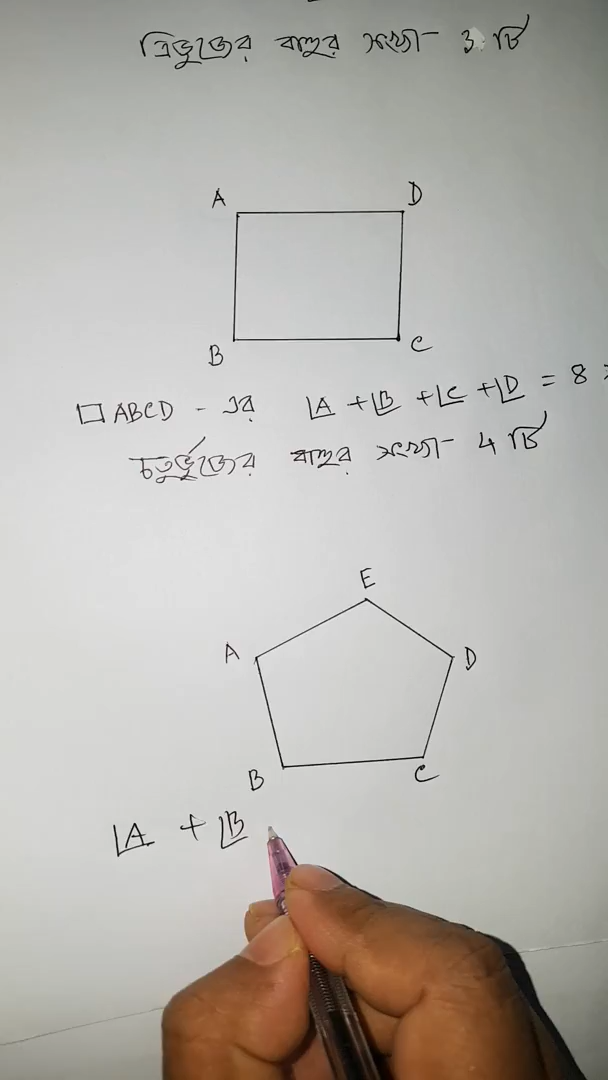 ত্রিভুজের বাহুর সংখ্যা 3 টি
A D
B C
□ ABCD - এর ∠A + ∠B + ∠C + ∠D = 8
চতুর্ভুজের বাহুর সংখ্যা 4 টি
E
A D
B C
∠A + ∠B